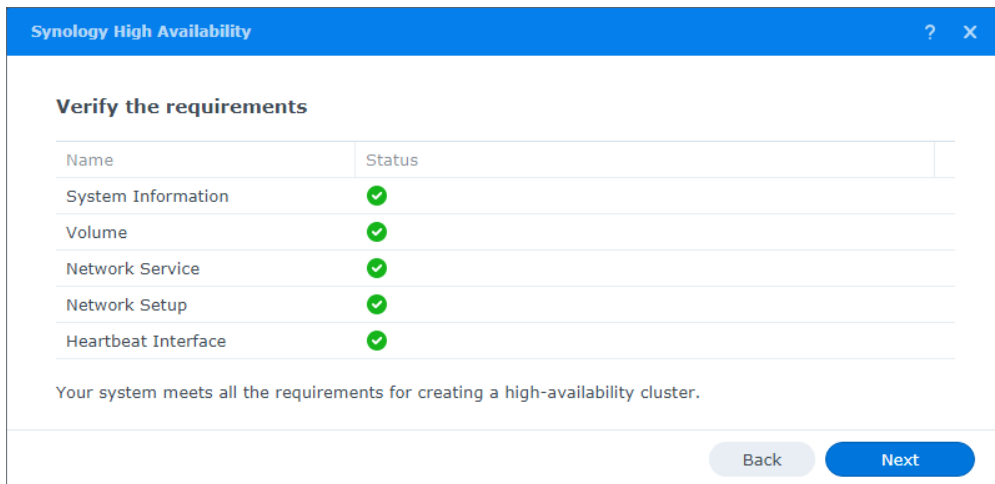 Synology High Availability
? X
Verify the requirements
Name Status
System Information
Volume
Network Service
Network Setup
Heartbeat Interface
Your system meets all the requirements for creating a high-availability cluster.
Back Next